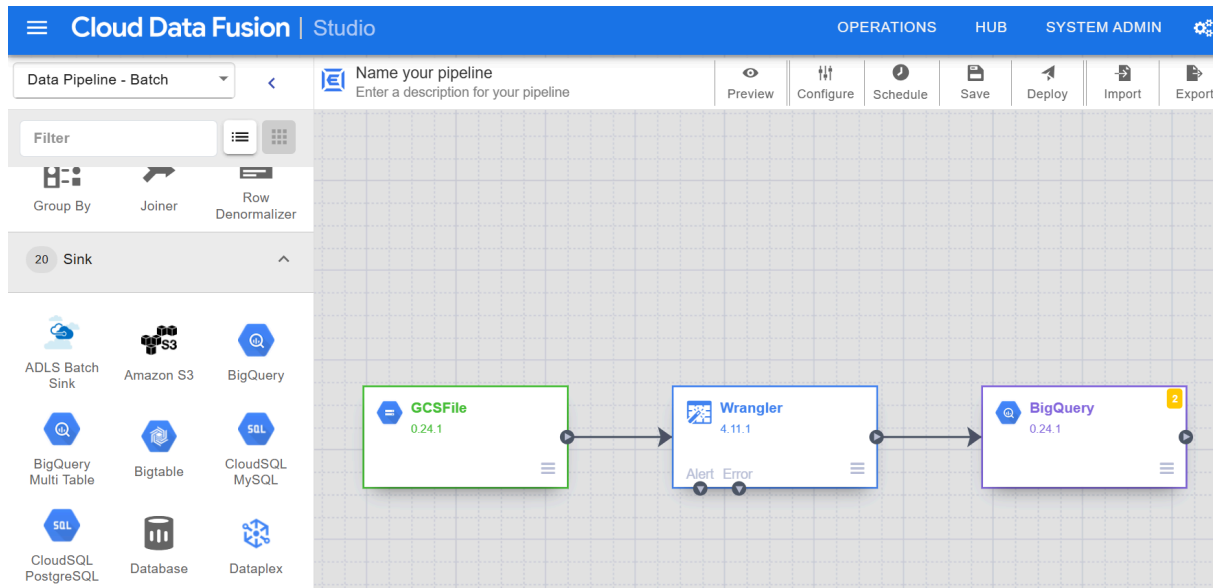 Cloud Data Fusion | Studio
OPERATIONS HUB SYSTEM ADMIN
Data Pipeline - Batch
Name your pipeline
Enter a description for your pipeline
Preview Configure Schedule Save Deploy Import Export
Filter
Group By Joiner Row
Denormalizer
20 Sink
ADLS Batch
Sink
S3
Amazon S3
BigQuery
BigQuery
Multi Table
Bigtable
SQL
CloudSQL
MySQL
SQL
CloudSQL
PostgreSQL
Database
Dataplex
GCSFile
0.24.1
Wrangler
4.11.1
Alert Error
BigQuery
0.24.1
2